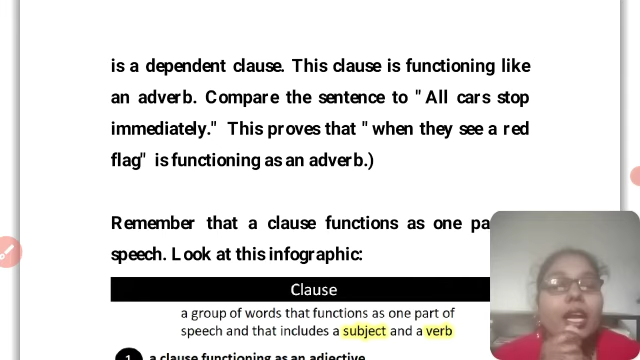 is a dependent clause. This clause is functioning like
an adverb. Compare the sentence to " All cars stop
immediately." This proves that " when they see a red
flag" is functioning as an adverb.)
Remember that a clause functions as one
speech. Look at this infographic:
Clause
a group of words that functions as one part of
speech and that includes a subject and a verb
1 a clause functioning as an adjective